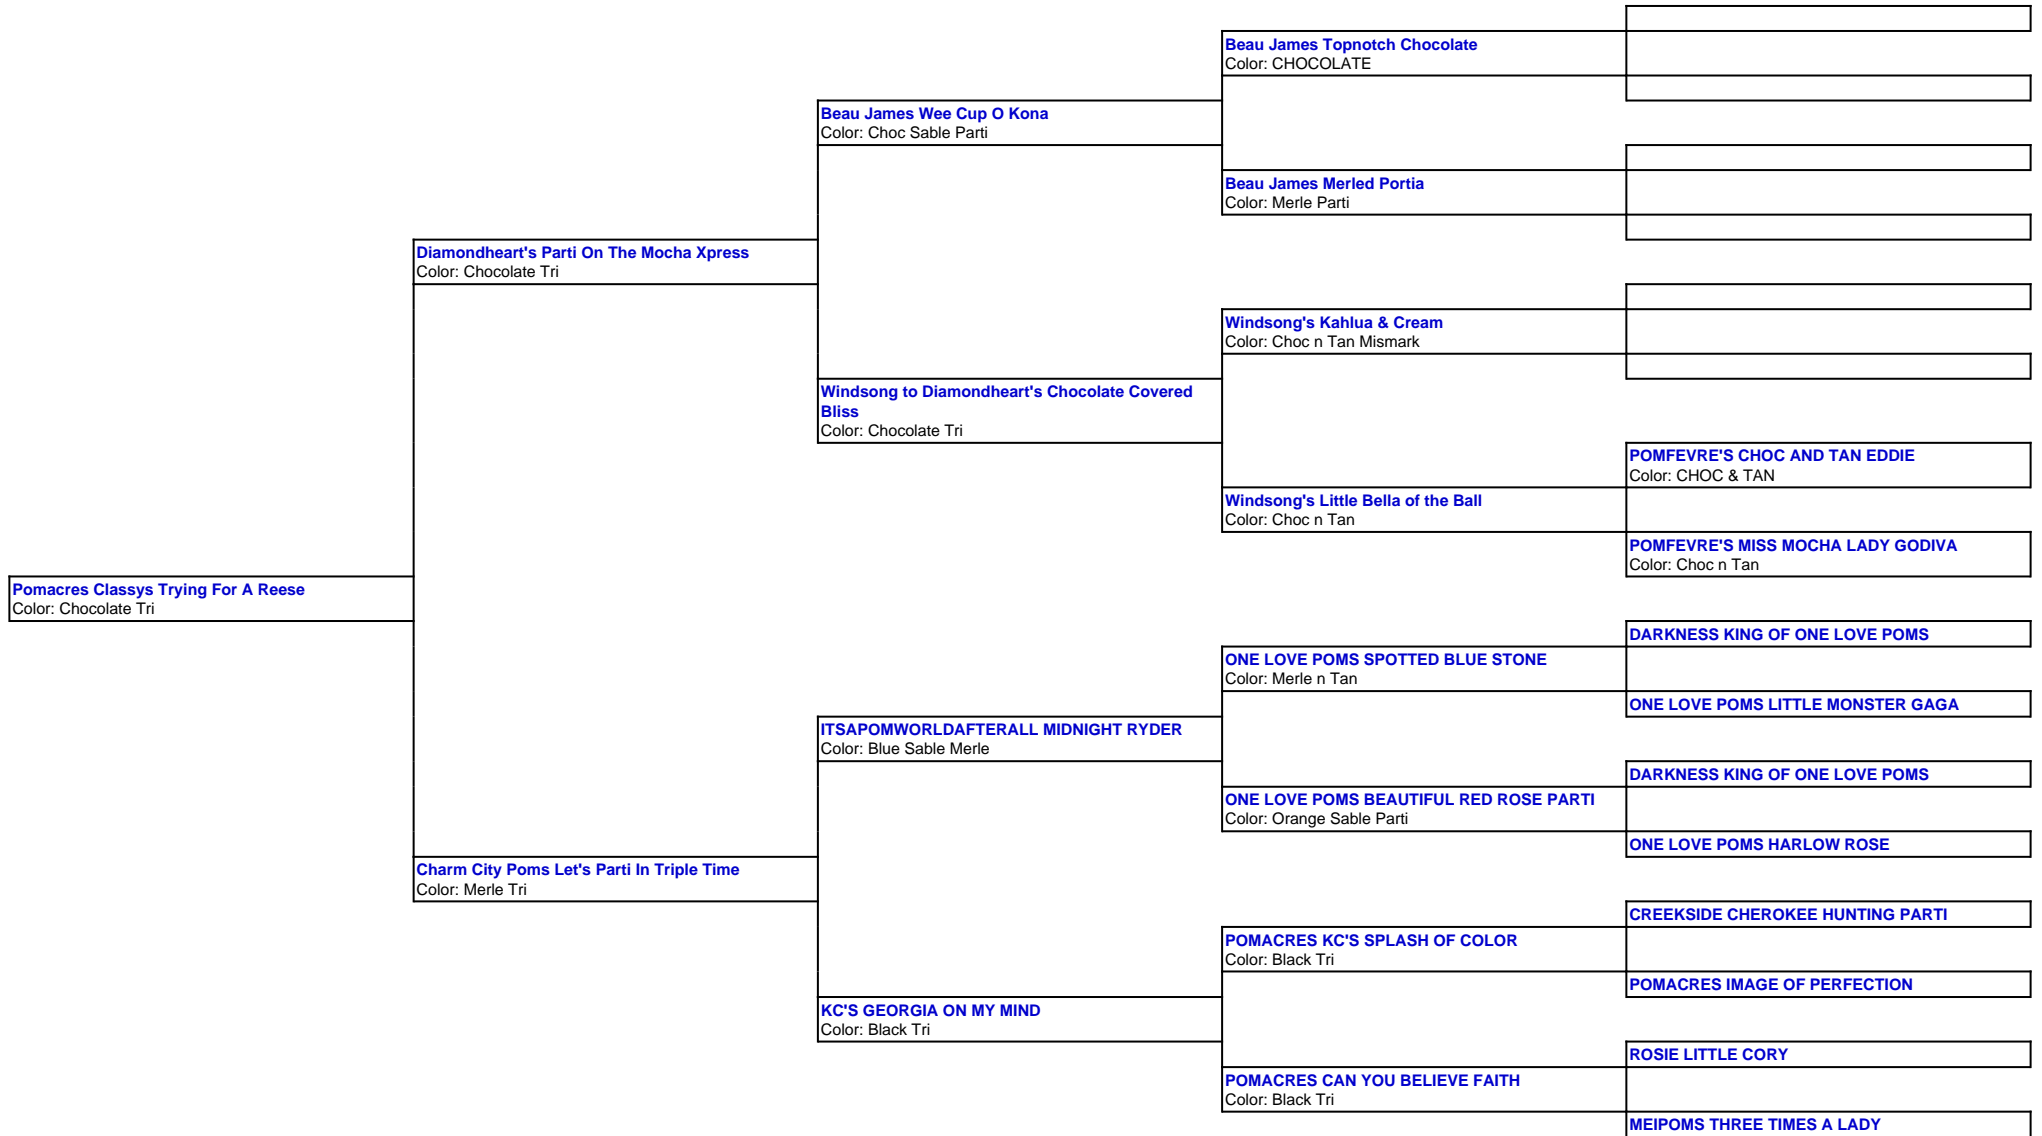 Beau James Topnotch Chocolate
Color: CHOCOLATE
Beau James Wee Cup O Kona
Color: Choc Sable Parti
Beau James Merled Portia
Color: Merle Parti
Diamondheart's Parti On The Mocha Xpress
Color: Chocolate Tri
Windsong's Kahlua & Cream
Color: Choc n Tan Mismark
Windsong to Diamondheart's Chocolate Covered
Bliss
Color: Chocolate Tri
POMFEVRE'S CHOC AND TAN EDDIE
Color: CHOC & TAN
Windsong's Little Bella of the Ball
Color: Choc n Tan
POMFEVRE'S MISS MOCHA LADY GODIVA
Color: Choc n Tan
Pomacres Classys Trying For A Reese
Color: Chocolate Tri
DARKNESS KING OF ONE LOVE POMS
ONE LOVE POMS SPOTTED BLUE STONE
Color: Merle n Tan
ONE LOVE POMS LITTLE MONSTER GAGA
ITSAPOMWORLDAFTERALL MIDNIGHT RYDER
Color: Blue Sable Merle
DARKNESS KING OF ONE LOVE POMS
ONE LOVE POMS BEAUTIFUL RED ROSE PARTI
Color: Orange Sable Parti
ONE LOVE POMS HARLOW ROSE
Charm City Poms Let's Parti In Triple Time
Color: Merle Tri
CREEKSIDE CHEROKEE HUNTING PARTI
POMACRES KC'S SPLASH OF COLOR
Color: Black Tri
POMACRES IMAGE OF PERFECTION
KC'S GEORGIA ON MY MIND
Color: Black Tri
ROSIE LITTLE CORY
POMACRES CAN YOU BELIEVE FAITH
Color: Black Tri
MEIPOMS THREE TIMES A LADY